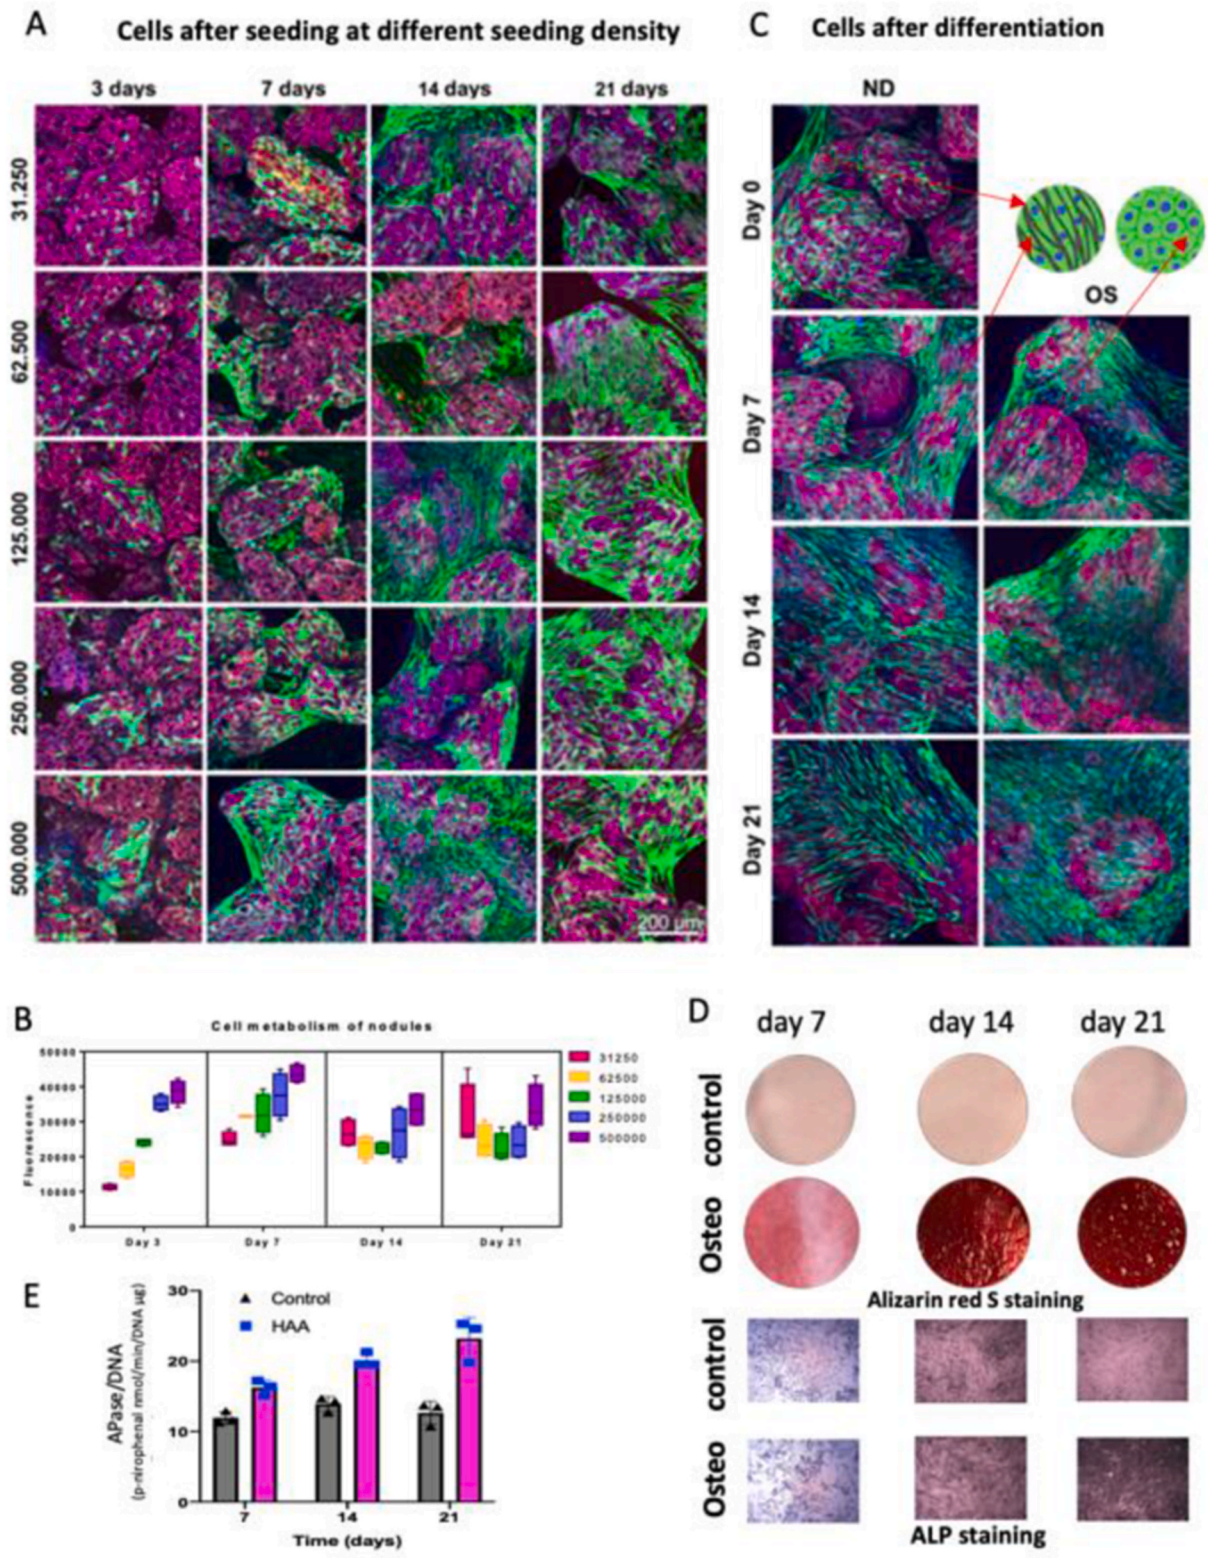 A
Cells after seeding at different seeding density
3 days 7 days 14 days 21 days
31.250
62.500
125.000
250.000
500.000
200 µm
C
Cells after differentiation
ND
Day 0
OS
Day 7
Day 14
Day 21
B
Cell metabolism of nodules
Fluorescence
50000
40000
30000
20000
10000
0
Day 3 Day 7 Day 14 Day 21
31250
62500
125000
250000
500000
D
day 7 day 14 day 21
control
Osteo
Alizarin red S staining
control
Osteo
ALP staining
E
APase/DNA
(p-nirophenal nmol/min/DNA µg)
30
20
10
0
Control
HAA
7 14 21
Time (days)